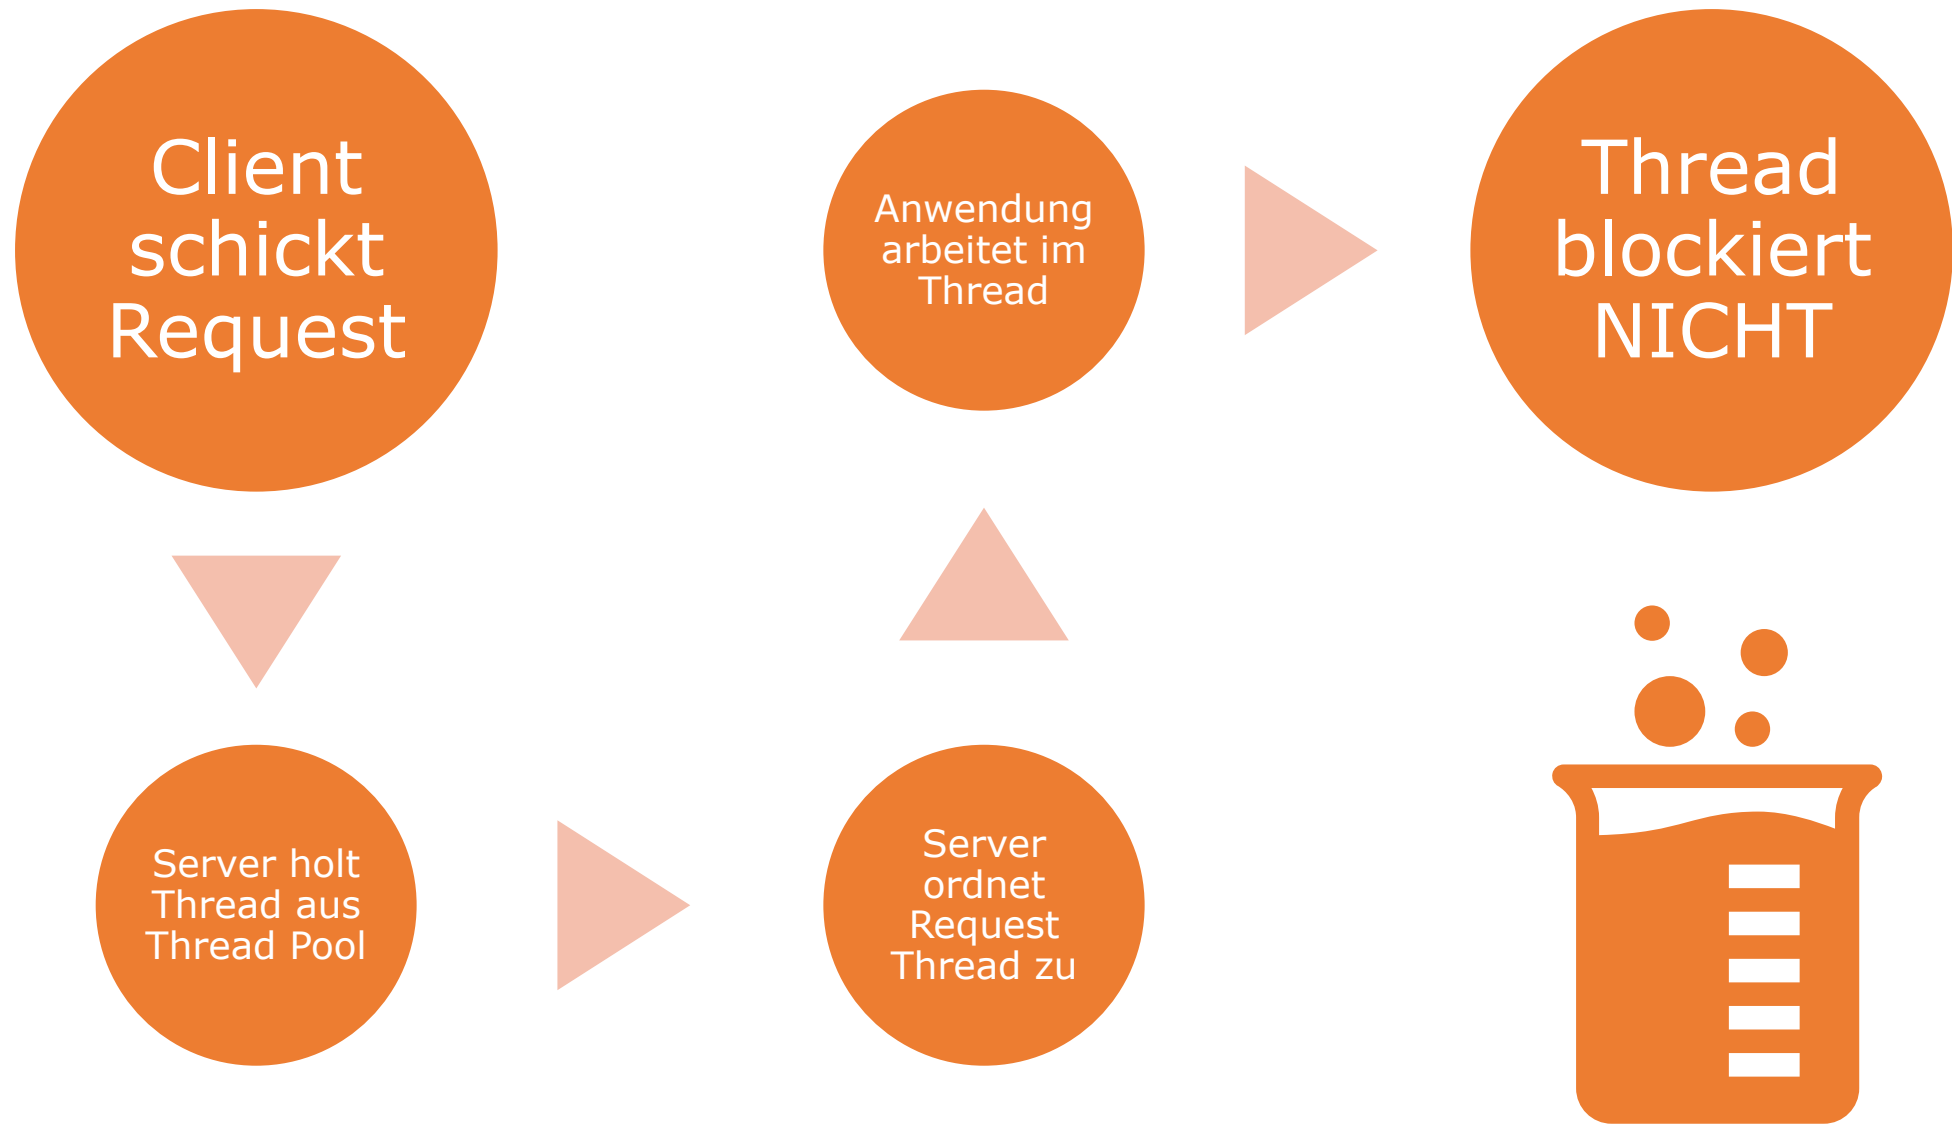 Client
schickt
Request
Server holt
Thread aus
Thread Pool
Server
ordnet
Request
Thread zu
Anwendung
arbeitet im
Thread
Thread
blockiert
NICHT